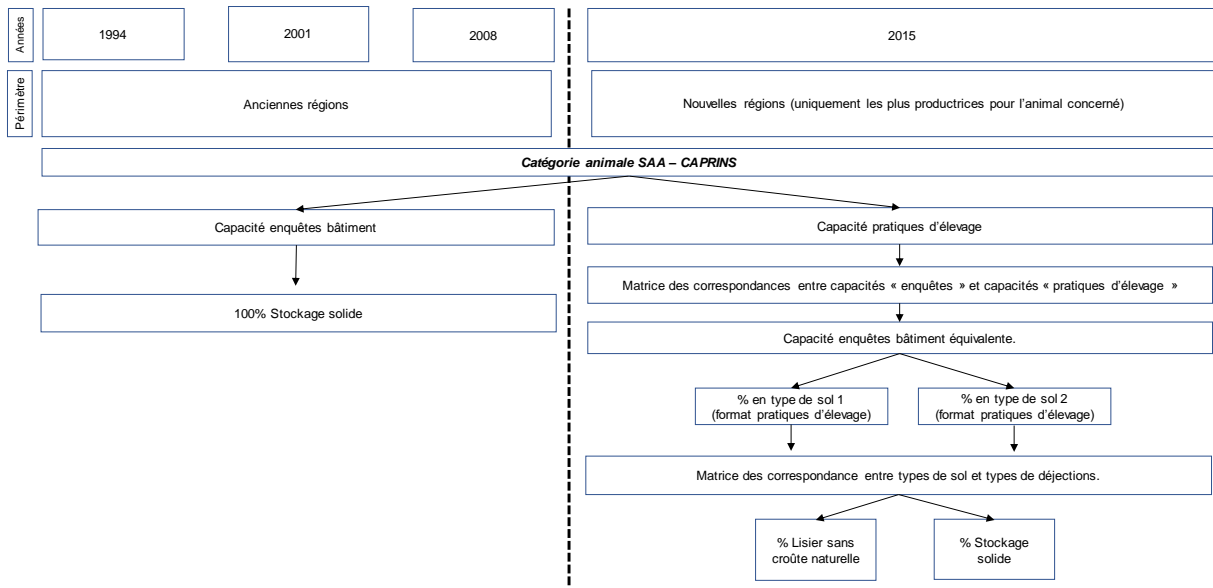 Années
1994
2001
2008
2015
Périmètre
Anciennes régions
Nouvelles régions (uniquement les plus productrices pour l'animal concerné)
Catégorie animale SAA – CAPRINS
Capacité enquêtes bâtiment
Capacité pratiques d'élevage
Matrice des correspondances entre capacités « enquêtes » et capacités « pratiques d'élevage »
100% Stockage solide
Capacité enquêtes bâtiment équivalente.
% en type de sol 1
(format pratiques d'élevage)
% en type de sol 2
(format pratiques d'élevage)
Matrice des correspondance entre types de sol et types de déjections.
% Lisier sans
croûte naturelle
% Stockage
solide